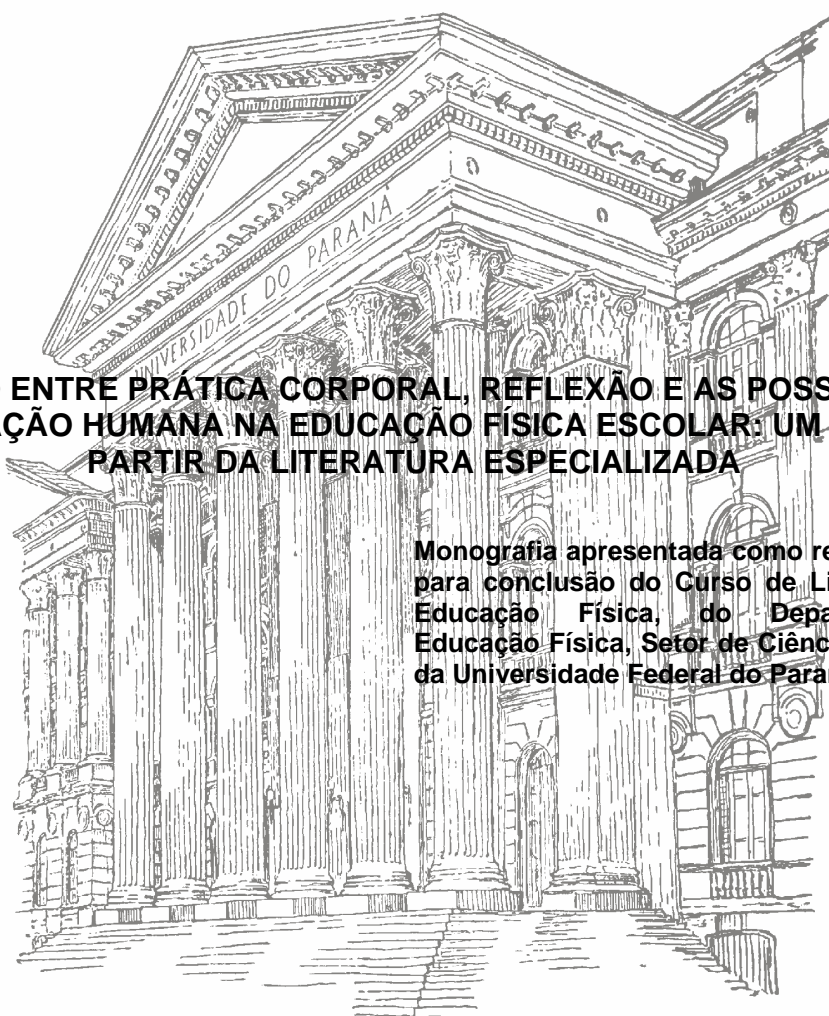 UNIVERSIDADE DO PARANÁ
ENTRE PRÁTICA CORPORAL, REFLEXÃO E AS POSS
ÇÃO HUMANA NA EDUCAÇÃO FÍSICA ESCOLAR: UM
PARTIR DA LITERATURA ESPECIALIZADA
Monografia apresentada como re
para conclusão do Curso de Li
Educação Física, do Depa
Educação Física, Setor de Ciênc
da Universidade Federal do Para